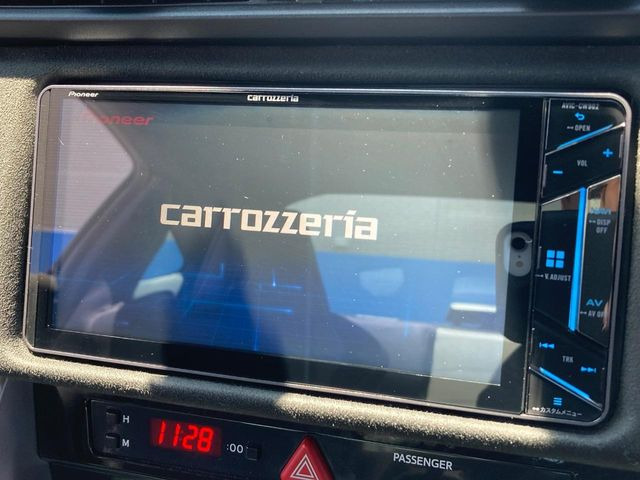 Pioneer
carrozzeria
AVIC-CW902
Pioneer
carrozzeria
OPEN
VOL
NAVI
DISP OFF
V.ADJUST
AV
AV OFF
TRK
カスタムメニュー
H
M
11:28
:00
PASSENGER